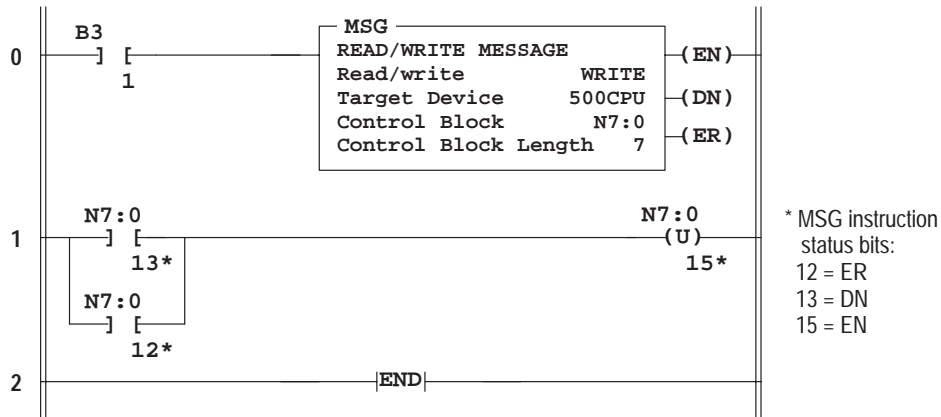 B3
MSG
0
] [
READ/WRITE MESSAGE
(EN)
1
Read/write WRITE
Target Device 500CPU
(DN)
Control Block N7:0
(ER)
Control Block Length 7
N7:0
N7:0
* MSG instruction
status bits:
12 = ER
13 = DN
15 = EN
1
] [
(U)
13*
15*
N7:0
] [
12*
2
END